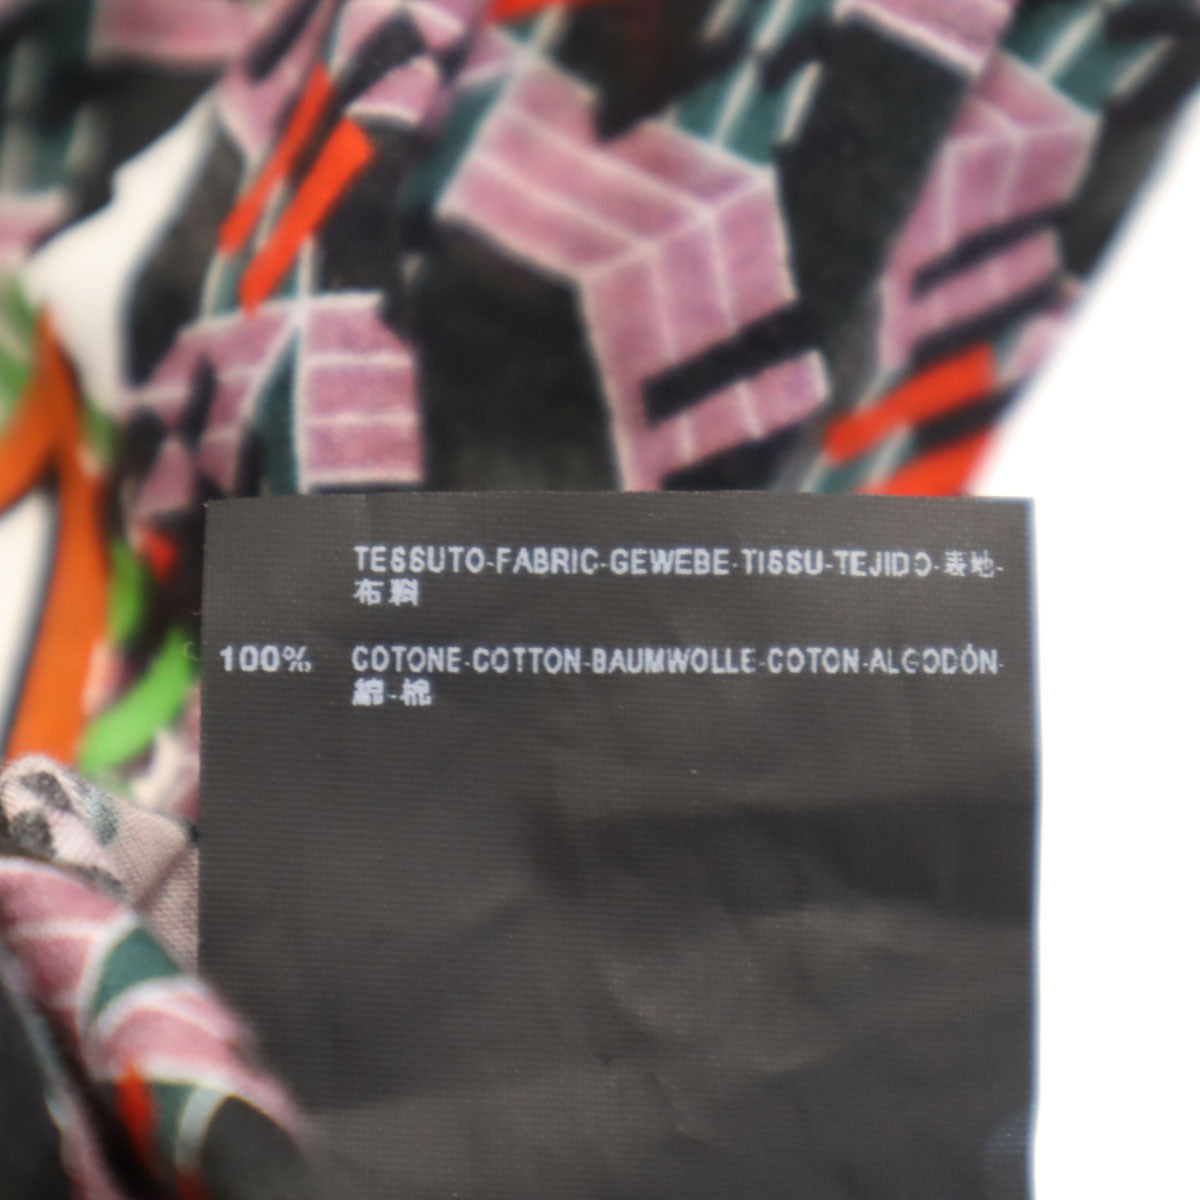 TESSUTO-FABRIC-GEWEBE-TISSU-TEJIDO-表地-
布料
100% COTONE-COTTON-BAUMWOLLE-COTON-ALGODÓN-
綿-棉